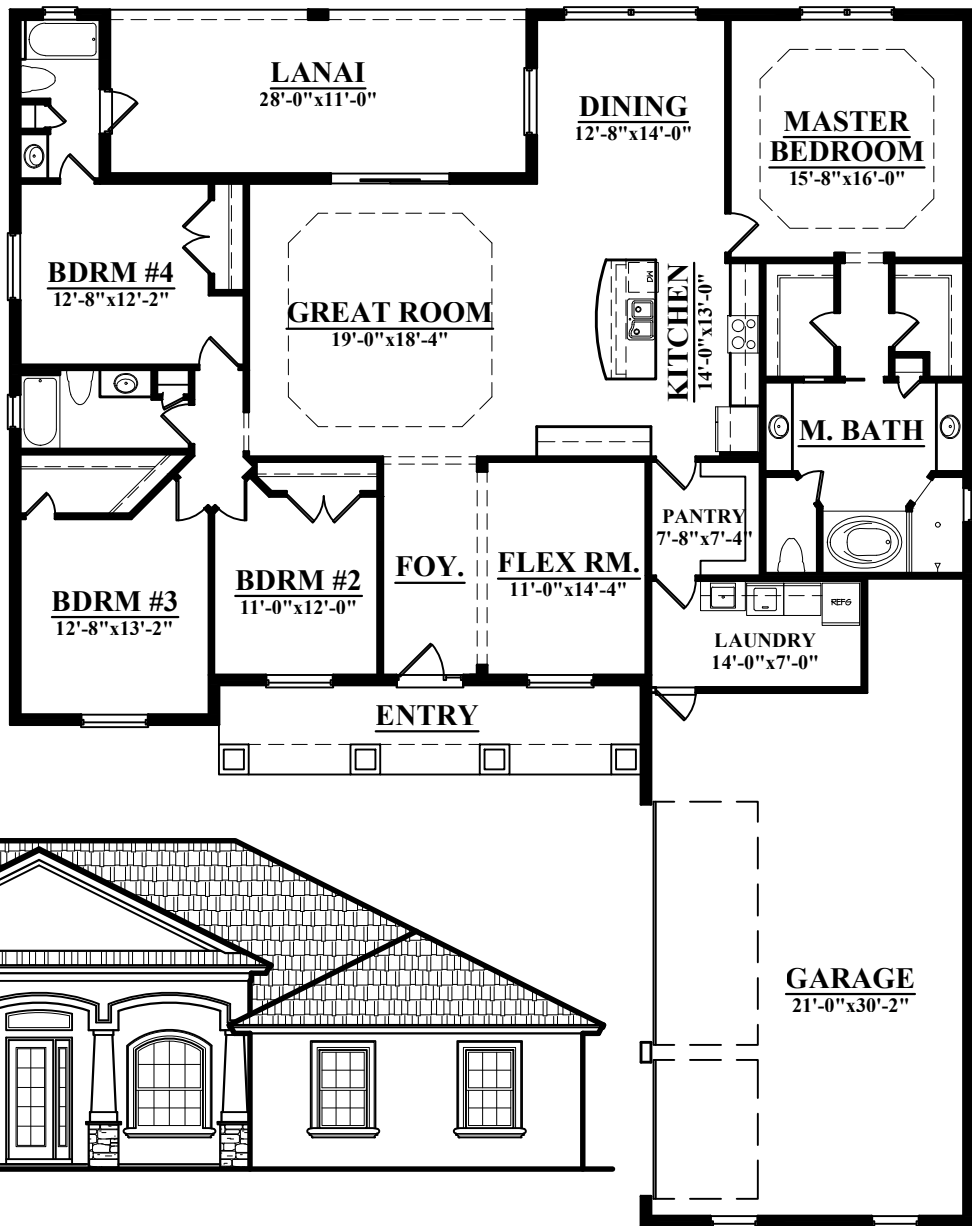 LANAI
28'-0"x11'-0"
DINING
12'-8"x14'-0"
MASTER
BEDROOM
15'-8"x16'-0"
BDRM #4
12'-8"x12'-2"
GREAT ROOM
19'-0"x18'-4"
MG
KITCHEN
14'-0"x13'-0"
M. BATH
PANTRY
7'-8"x7'-4"
FOY.
FLEX RM.
11'-0"x14'-4"
BDRM #2
11'-0"x12'-0"
BDRM #3
12'-8"x13'-2"
REFG
LAUNDRY
14'-0"x7'-0"
ENTRY
GARAGE
21'-0"x30'-2"